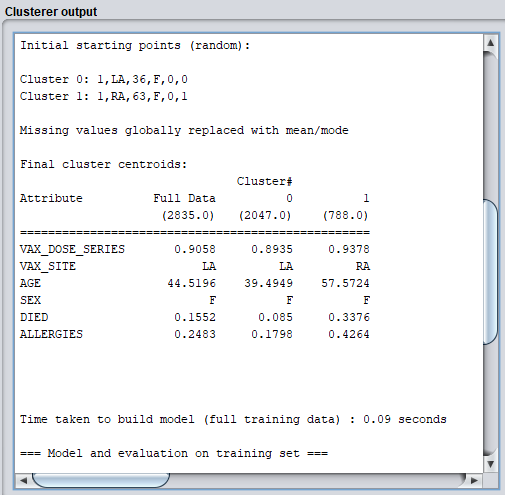 Clusterer output
Initial starting points (random):
Cluster 0: 1,LA,36,F,0,0
Cluster 1: 1,RA,63,F,0,1
Missing values globally replaced with mean/mode
Final cluster centroids:
Cluster#
Attribute Full Data 0 1
(2835.0) (2047.0) (788.0)
==================================================
VAX_DOSE_SERIES 0.9058 0.8935 0.9378
VAX_SITE LA LA RA
AGE 44.5196 39.4949 57.5724
SEX F F F
DIED 0.1552 0.085 0.3376
ALLERGIES 0.2483 0.1798 0.4264
Time taken to build model (full training data) : 0.09 seconds
=== Model and evaluation on training set ===